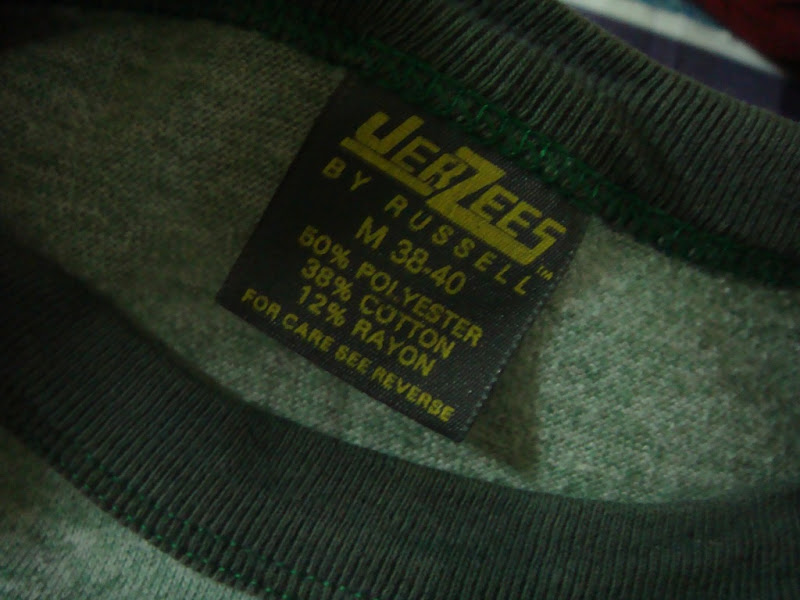 JERZEES
BY RUSSELL™
M 38-40
50% POLYESTER
38% COTTON
12% RAYON
FOR CARE SEE REVERSE